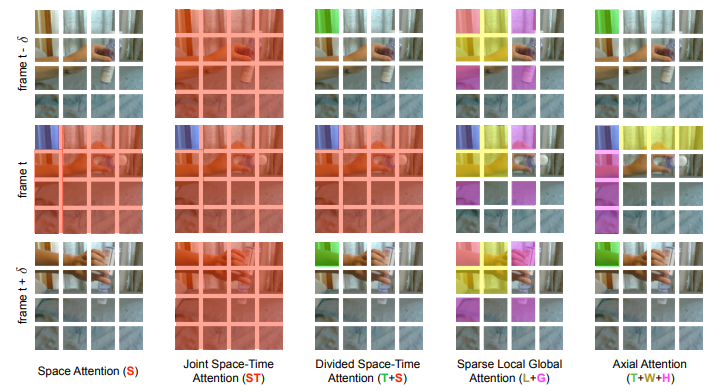 frame t - δ
frame t
frame t + δ
Space Attention (S)
Joint Space-Time
Attention (ST)
Divided Space-Time
Attention (T+S)
Sparse Local Global
Attention (L+G)
Axial Attention
(T+W+H)